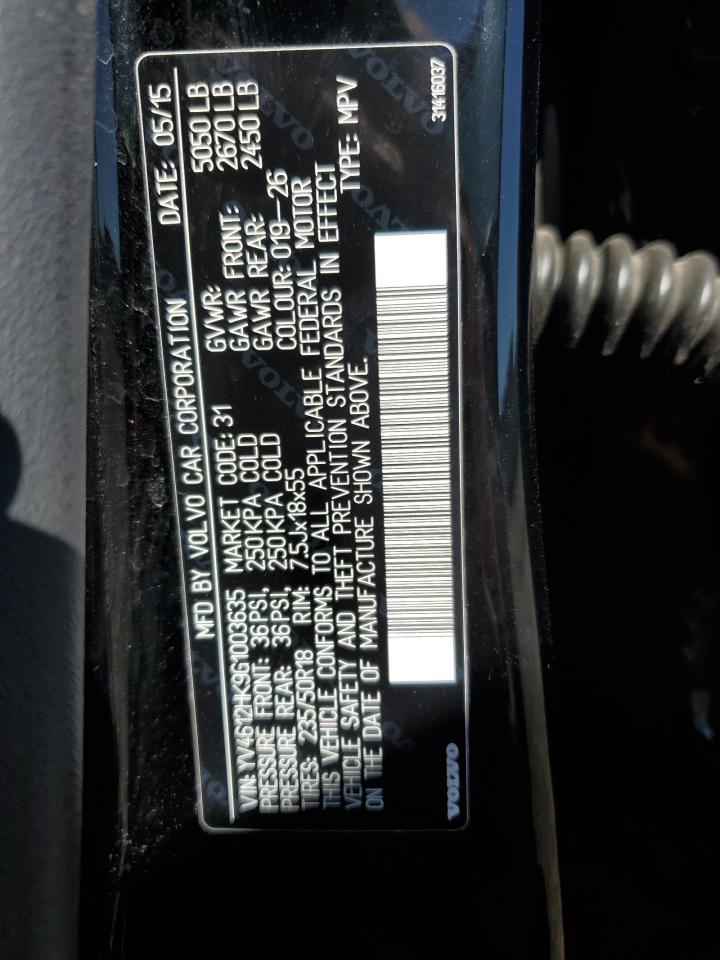 MFD BY VOLVO CAR CORPORATION DATE: 05/15
VIN: YV4612HK9G1003635 MARKET CODE: 31 GVWR: 5050 LB
PRESSURE FRONT: 36PSI, 250KPA COLD GAWR FRONT: 2670 LB
PRESSURE REAR: 36PSI, 250KPA COLD GAWR REAR: 2450 LB
TIRES: 235/50R18 RIM: 7.5Jx18x55 COLOUR: 019-26
THIS VEHICLE CONFORMS TO ALL APPLICABLE FEDERAL MOTOR
VEHICLE SAFETY AND THEFT PREVENTION STANDARDS IN EFFECT
ON THE DATE OF MANUFACTURE SHOWN ABOVE. TYPE: MPV
VOLVO 31416037